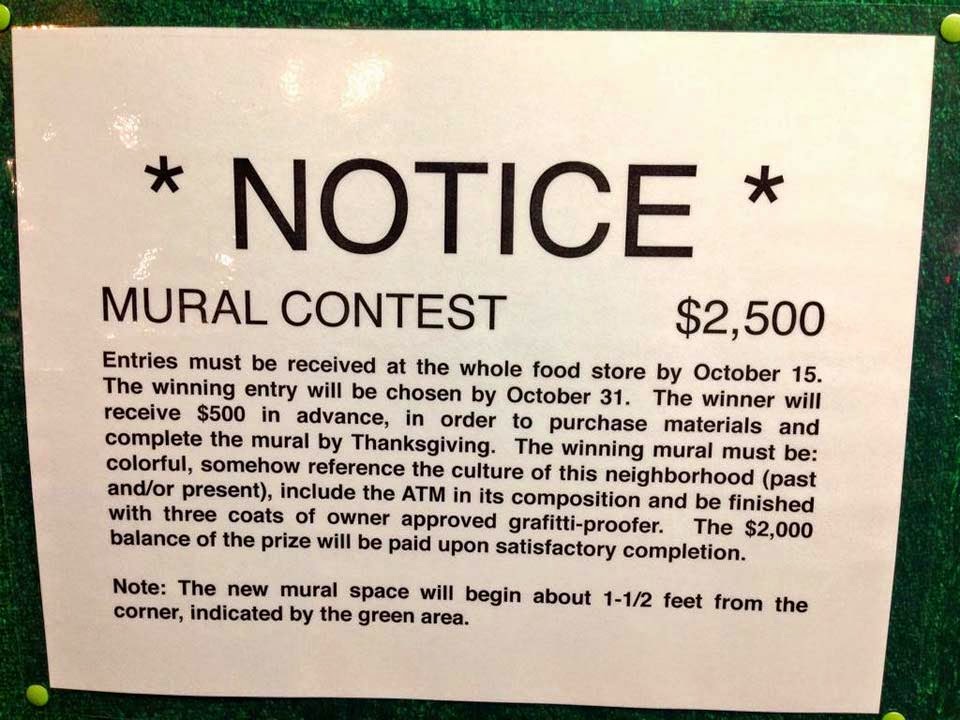 * NOTICE *
MURAL CONTEST $2,500
Entries must be received at the whole food store by October 15.
The winning entry will be chosen by October 31. The winner will
receive $500 in advance, in order to purchase materials and
complete the mural by Thanksgiving. The winning mural must be:
colorful, somehow reference the culture of this neighborhood (past
and/or present), include the ATM in its composition and be finished
with three coats of owner approved grafitti-proofer. The $2,000
balance of the prize will be paid upon satisfactory completion.
Note: The new mural space will begin about 1-1/2 feet from the
corner, indicated by the green area.